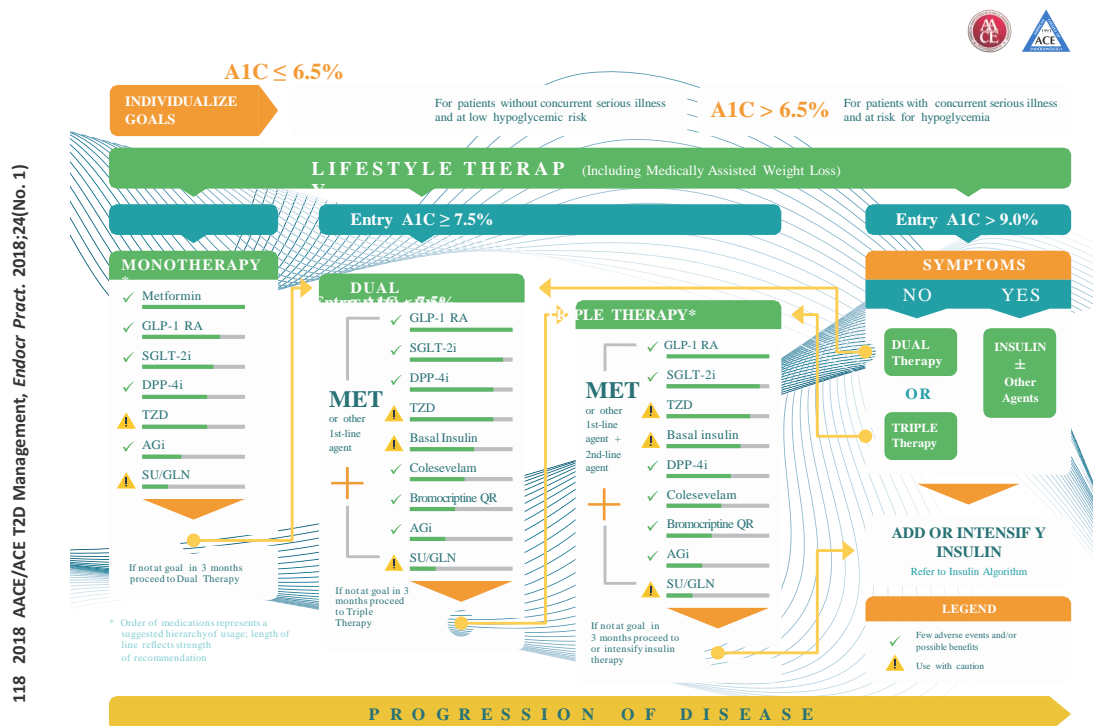 118 2018 AACE/ACE T2D Management, Endocr Pract. 2018;24(No. 1)
AACE
ACE
A1C ≤ 6.5%
INDIVIDUALIZE
GOALS
For patients without concurrent serious illness
and at low hypoglycemic risk
A1C > 6.5%
For patients with concurrent serious illness
and at risk for hypoglycemia
LIFESTYLE THERAP
Y
(Including Medically Assisted Weight Loss)
Entry A1C ≥ 7.5%
Entry A1C > 9.0%
MONOTHERAPY
*
Metformin
GLP-1 RA
SGLT-2i
DPP-4i
TZD
AGi
SU/GLN
If not at goal in 3 months
proceed to Dual Therapy
* Order of medications represents a
suggested hierarchy of usage; length of
line reflects strength
of recommendation
DUAL
Entry A1C < 7.5%
MET
or other
1st-line
agent
GLP-1 RA
SGLT-2i
DPP-4i
TZD
Basal Insulin
Colesevelam
Bromocriptine QR
AGi
SU/GLN
If not at goal in 3
months proceed
to Triple
Therapy
PLE THERAPY*
MET
or other
1st-line
agent +
2nd-line
agent
GLP-1 RA
SGLT-2i
TZD
Basal insulin
DPP-4i
Colesevelam
Bromocriptine QR
AGi
SU/GLN
If not at goal in
3 months proceed to
or intensify insulin
therapy
SYMPTOMS
NO YES
DUAL
Therapy
OR
TRIPLE
Therapy
INSULIN
±
Other
Agents
ADD OR INTENSIF Y
INSULIN
Refer to Insulin Algorithm
LEGEND
Few adverse events and/or
possible benefits
Use with caution
PROGRESSION OF DISEASE